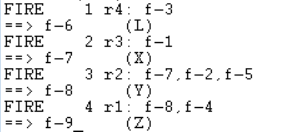 FIRE    1 r4: f-3
==> f-6     (L)
FIRE    2 r3: f-1
==> f-7     (X)
FIRE    3 r2: f-7,f-2,f-5
==> f-8     (Y)
FIRE    4 r1: f-8,f-4
==> f-9_    (Z)